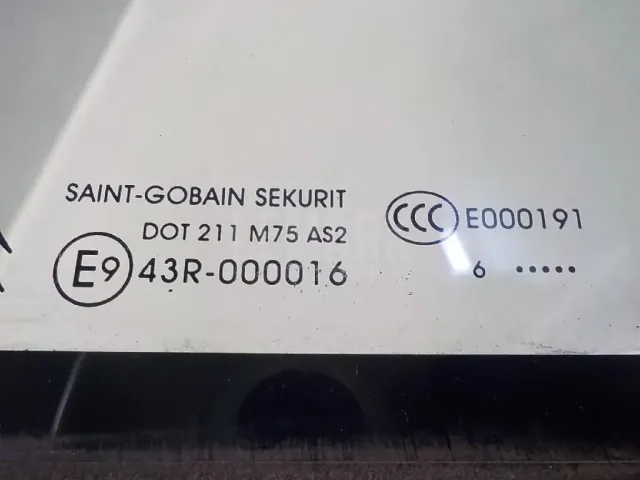 SAINT-GOBAIN SEKURIT
DOT 211 M75 AS2
E9 43R-000016
CCC E000191
6 •••••